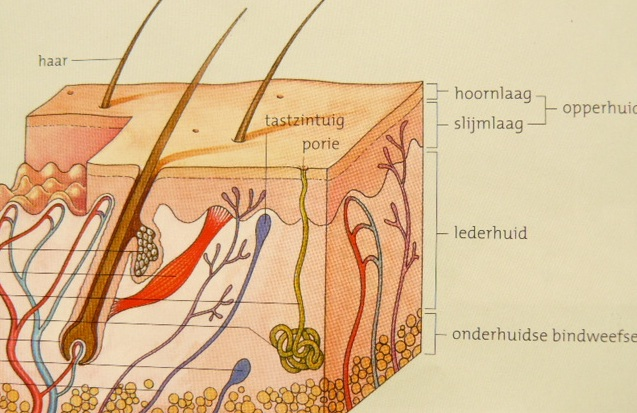 haar
tastzintuig
porie
hoornlaag
slijmlaag
opperhuid
lederhuid
onderhuidse bindweefse